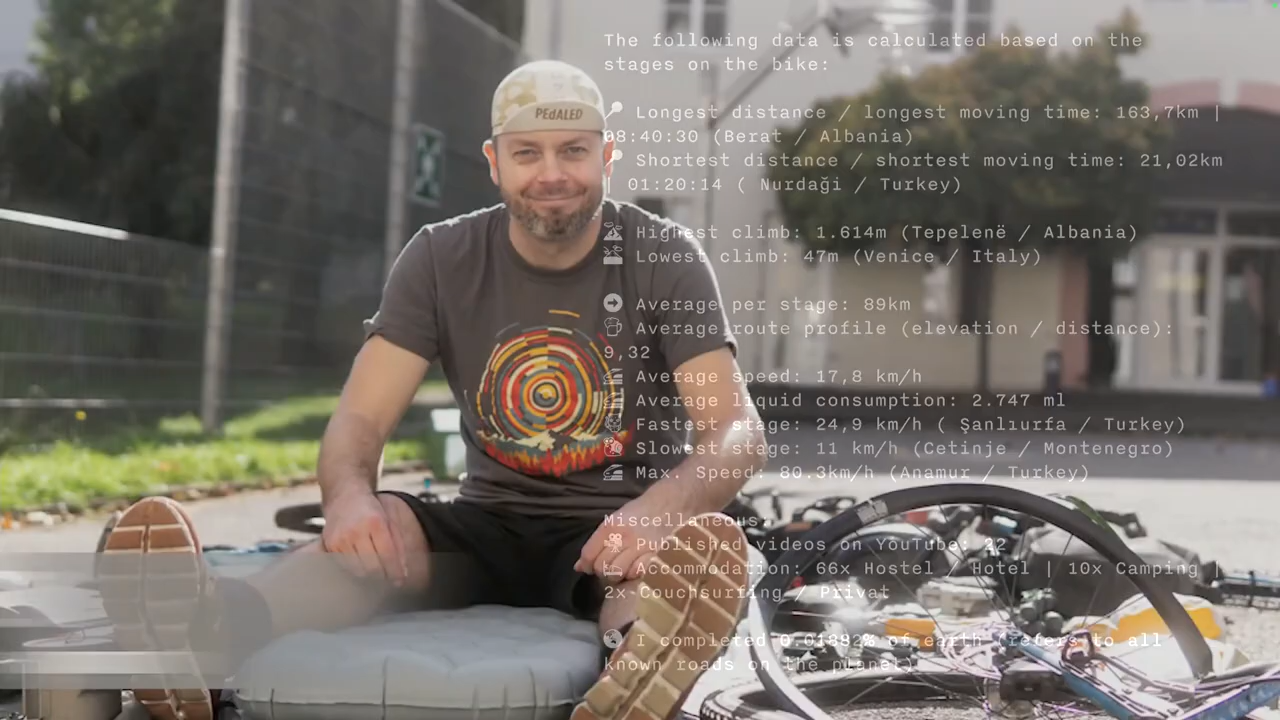 PEdALED
The following data is calculated based on the
stages on the bike:
Longest distance / longest moving time: 163,7km |
08:40:30 (Berat / Albania)
Shortest distance / shortest moving time: 21,02km
| 01:20:14 ( Nurdaği / Turkey)
Highest climb: 1.614m (Tepelenë / Albania)
Lowest climb: 47m (Venice / Italy)
Average per stage: 89km
Average route profile (elevation / distance):
9,32
Average speed: 17,8 km/h
Average liquid consumption: 2.747 ml
Fastest stage: 24,9 km/h ( Şanlıurfa / Turkey)
Slowest stage: 11 km/h (Cetinje / Montenegro)
Max. Speed: 80.3km/h (Anamur / Turkey)
Miscellaneous:
Published videos on YouTube: 22
Accommodation: 66x Hostel / Hotel | 10x Camping
2x Couchsurfing / Privat
I completed 0.01892% of earth (refers to all
known roads on the planet)